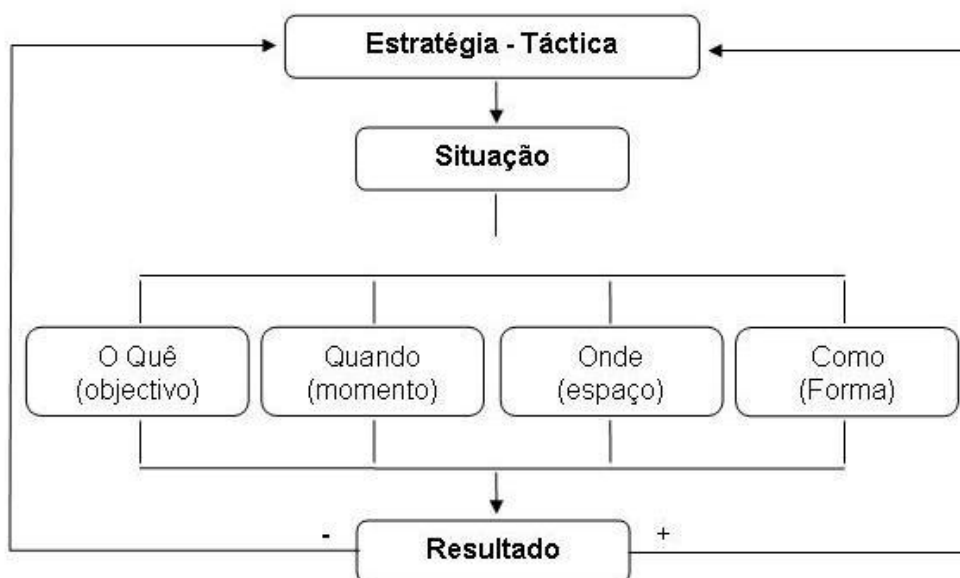 Estratégia - Táctica
Situação
O Quê
(objectivo)
Quando
(momento)
Onde
(espaço)
Como
(Forma)
-
Resultado
+